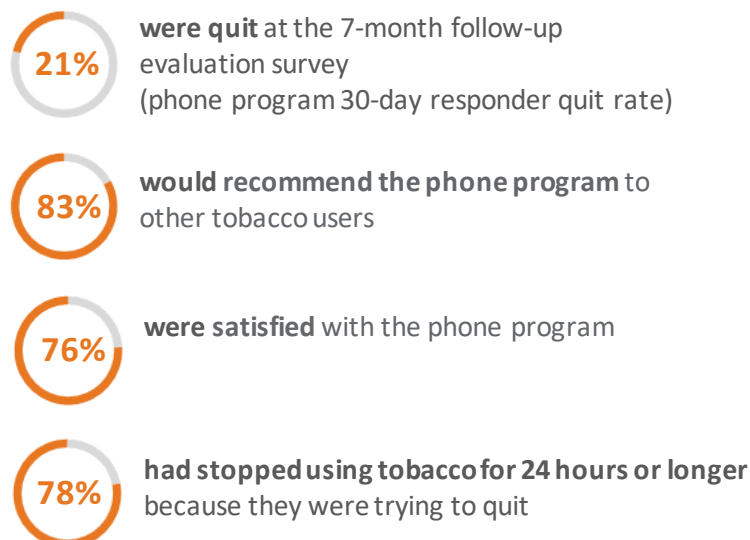 21%
were quit at the 7-month follow-up
evaluation survey
(phone program 30-day responder quit rate)
83%
would recommend the phone program to
other tobacco users
76%
were satisfied with the phone program
78%
had stopped using tobacco for 24 hours or longer
because they were trying to quit